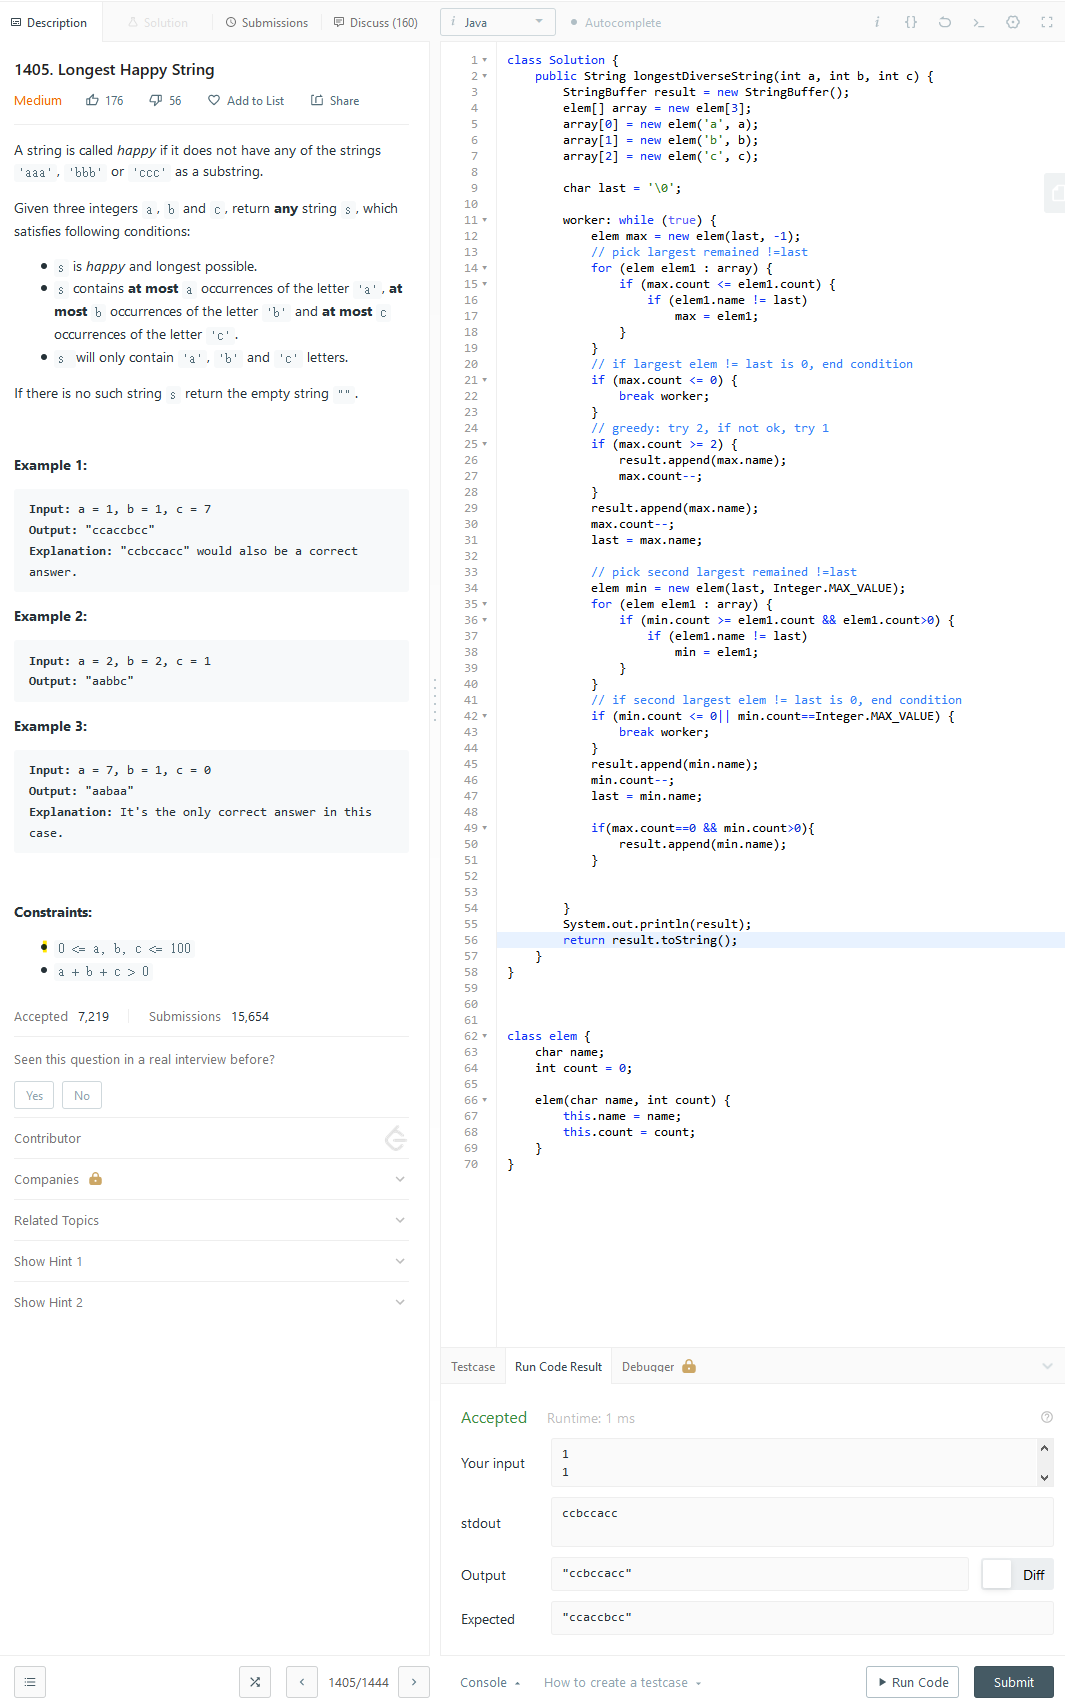 Description
Solution
Submissions
Discuss (160)
i Java
Autocomplete
1405. Longest Happy String
Medium 176 56 Add to List Share
A string is called happy if it does not have any of the strings
'aaa', 'bbb' or 'ccc' as a substring.
Given three integers a, b and c, return any string s, which
satisfies following conditions:
s is happy and longest possible.
s contains at most a occurrences of the letter 'a', at
most b occurrences of the letter 'b' and at most c
occurrences of the letter 'c'.
s will only contain 'a', 'b' and 'c' letters.
If there is no such string s return the empty string "".
Example 1:
Input: a = 1, b = 1, c = 7
Output: "ccaccbcc"
Explanation: "ccbccacc" would also be a correct
answer.
Example 2:
Input: a = 2, b = 2, c = 1
Output: "aabbc"
Example 3:
Input: a = 7, b = 1, c = 0
Output: "aabaa"
Explanation: It's the only correct answer in this
case.
Constraints:
0 <= a, b, c <= 100
a + b + c > 0
Accepted 7,219 Submissions 15,654
Seen this question in a real interview before?
Yes No
Contributor
Companies
Related Topics
Show Hint 1
Show Hint 2
1405/1444
1 class Solution {
2 public String longestDiverseString(int a, int b, int c) {
3 StringBuffer result = new StringBuffer();
4 elem[] array = new elem[3];
5 array[0] = new elem('a', a);
6 array[1] = new elem('b', b);
7 array[2] = new elem('c', c);
8
9 char last = '\0';
10
11 worker: while (true) {
12 elem max = new elem(last, -1);
13 // pick largest remained !=last
14 for (elem elem1 : array) {
15 if (max.count <= elem1.count) {
16 if (elem1.name != last)
17 max = elem1;
18 }
19 }
20 // if largest elem != last is 0, end condition
21 if (max.count <= 0) {
22 break worker;
23 }
24 // greedy: try 2, if not ok, try 1
25 if (max.count >= 2) {
26 result.append(max.name);
27 max.count--;
28 }
29 result.append(max.name);
30 max.count--;
31 last = max.name;
32
33 // pick second largest remained !=last
34 elem min = new elem(last, Integer.MAX_VALUE);
35 for (elem elem1 : array) {
36 if (min.count >= elem1.count && elem1.count>0) {
37 if (elem1.name != last)
38 min = elem1;
39 }
40 }
41 // if second largest elem != last is 0, end condition
42 if (min.count <= 0|| min.count==Integer.MAX_VALUE) {
43 break worker;
44 }
45 result.append(min.name);
46 min.count--;
47 last = min.name;
48
49 if(max.count==0 && min.count>0){
50 result.append(min.name);
51 }
52
53
54 }
55 System.out.println(result);
56 return result.toString();
57 }
58 }
59
60
61
62 class elem {
63 char name;
64 int count = 0;
65
66 elem(char name, int count) {
67 this.name = name;
68 this.count = count;
69 }
70 }
Testcase Run Code Result Debugger
Accepted Runtime: 1 ms
Your input
1
1
stdout
ccbccacc
Output
"ccbccacc"
Diff
Expected
"ccaccbcc"
Console How to create a testcase Run Code Submit